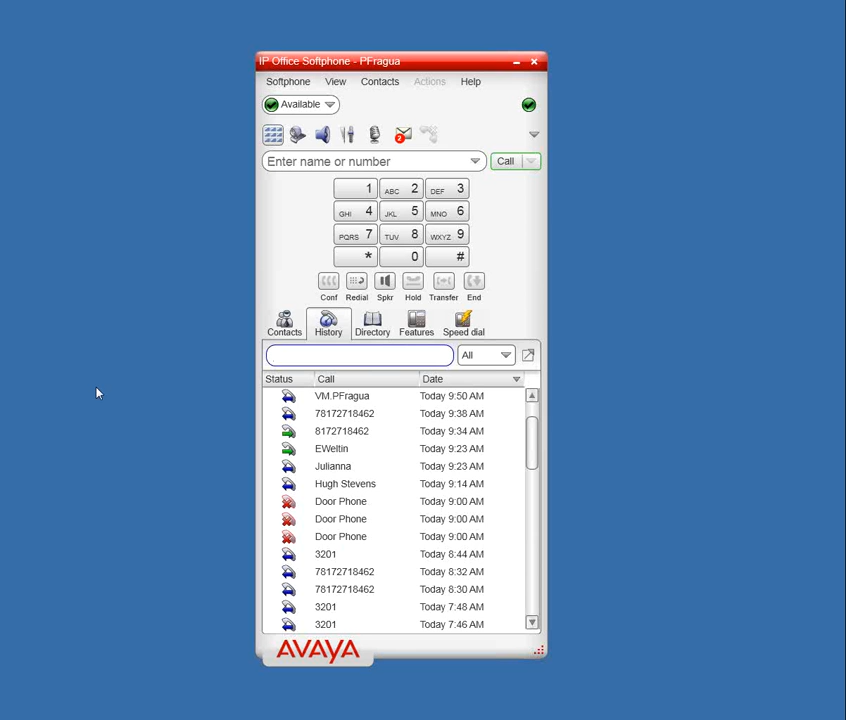 IP Office Softphone - PFragua
Softphone View Contacts Actions Help
Available
2
Enter name or number Call
1 ABC 2 DEF 3
GHI 4 JKL 5 MNO 6
PQRS 7 TUV 8 WXYZ 9
* 0 #
Conf Redial Spkr Hold Transfer End
Contacts History Directory Features Speed dial
All
Status Call Date
VM.PFragua Today 9:50 AM
78172718462 Today 9:38 AM
8172718462 Today 9:34 AM
EWeltin Today 9:23 AM
Julianna Today 9:23 AM
Hugh Stevens Today 9:14 AM
Door Phone Today 9:00 AM
Door Phone Today 9:00 AM
Door Phone Today 9:00 AM
3201 Today 8:44 AM
78172718462 Today 8:32 AM
78172718462 Today 8:30 AM
3201 Today 7:48 AM
3201 Today 7:46 AM
AVAYA